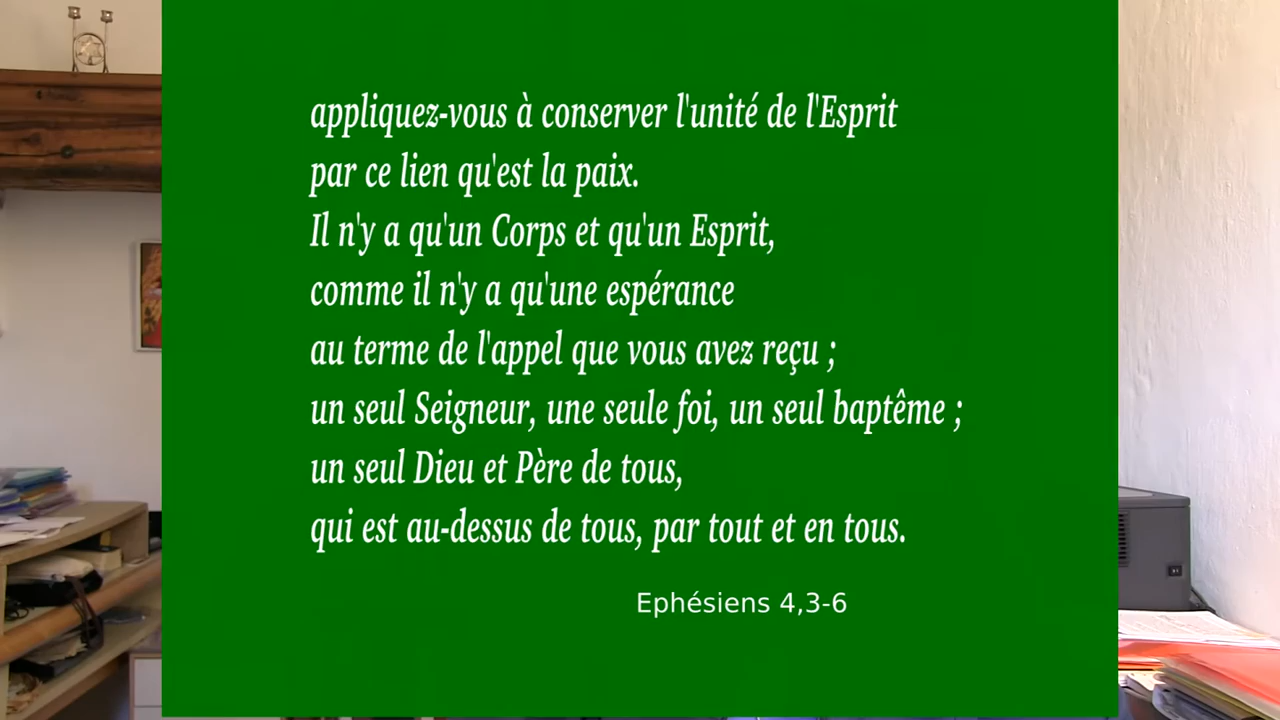 appliquez-vous à conserver l'unité de l'Esprit
par ce lien qu'est la paix.
Il n'y a qu'un Corps et qu'un Esprit,
comme il n'y a qu'une espérance
au terme de l'appel que vous avez reçu ;
un seul Seigneur, une seule foi, un seul baptême ;
un seul Dieu et Père de tous,
qui est au-dessus de tous, par tout et en tous.
Ephésiens 4,3-6